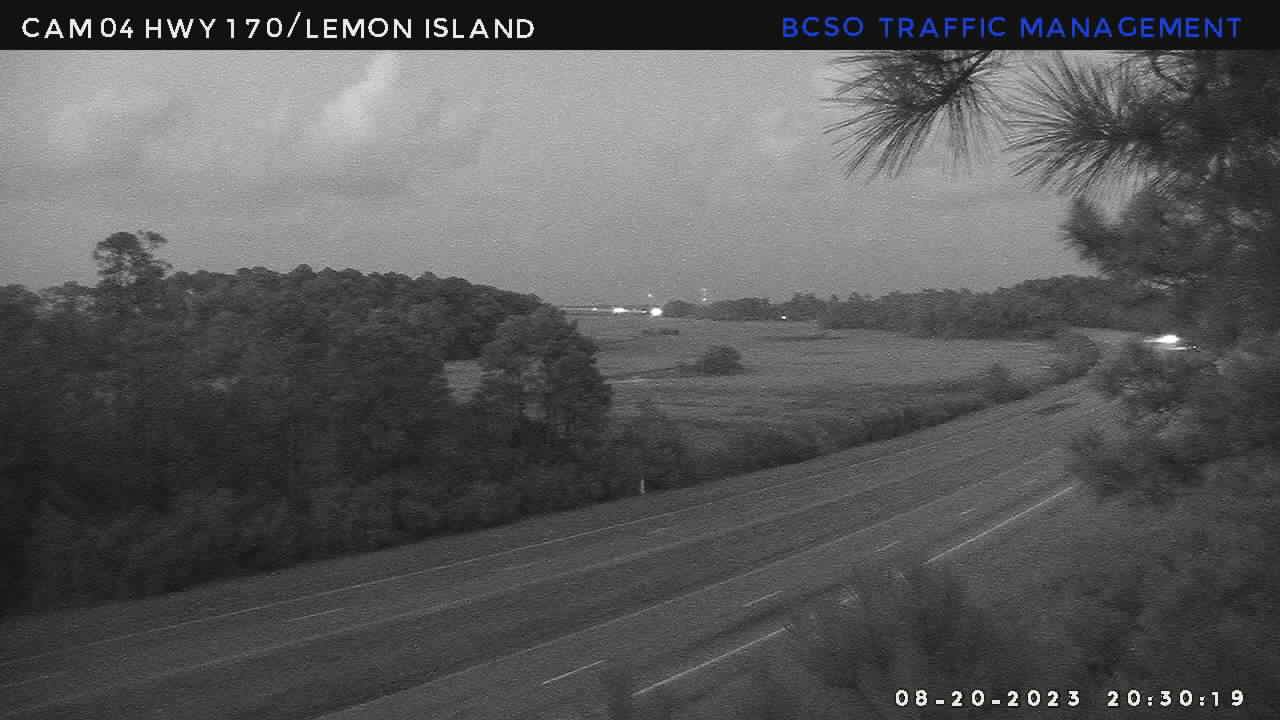 CAM04 HWY 170/LEMON ISLAND
BCSO TRAFFIC MANAGEMENT
08-20-2023 20:30:19